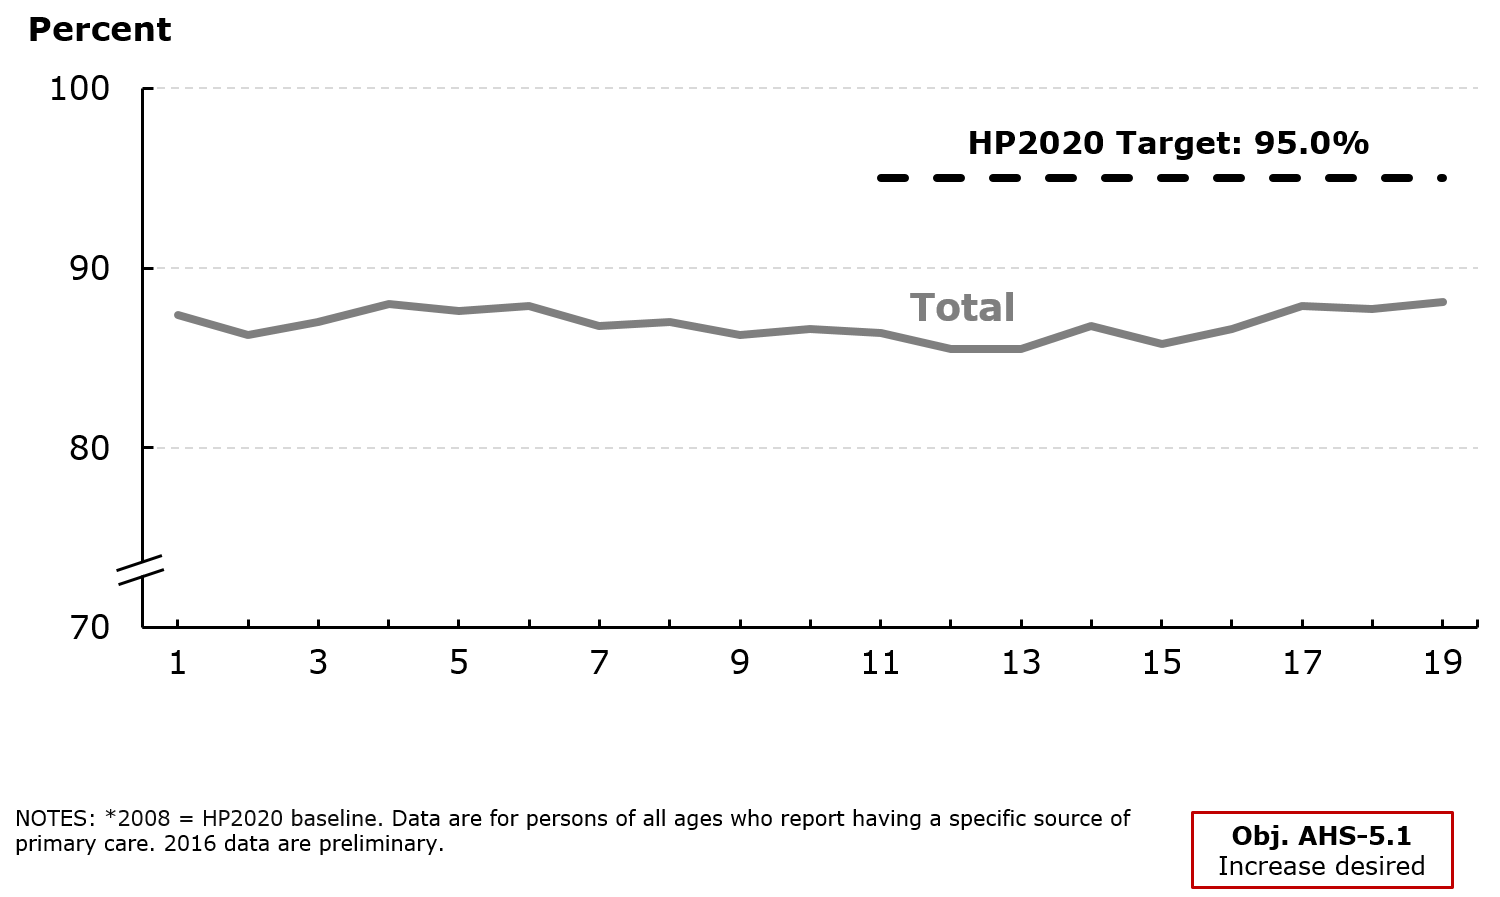 Percent
100
HP2020 Target: 95.0%
90
Total
80
70
1 3 5 7 9 11 13 15 17 19
NOTES: *2008 = HP2020 baseline. Data are for persons of all ages who report having a specific source of
primary care. 2016 data are preliminary.
Obj. AHS-5.1
Increase desired